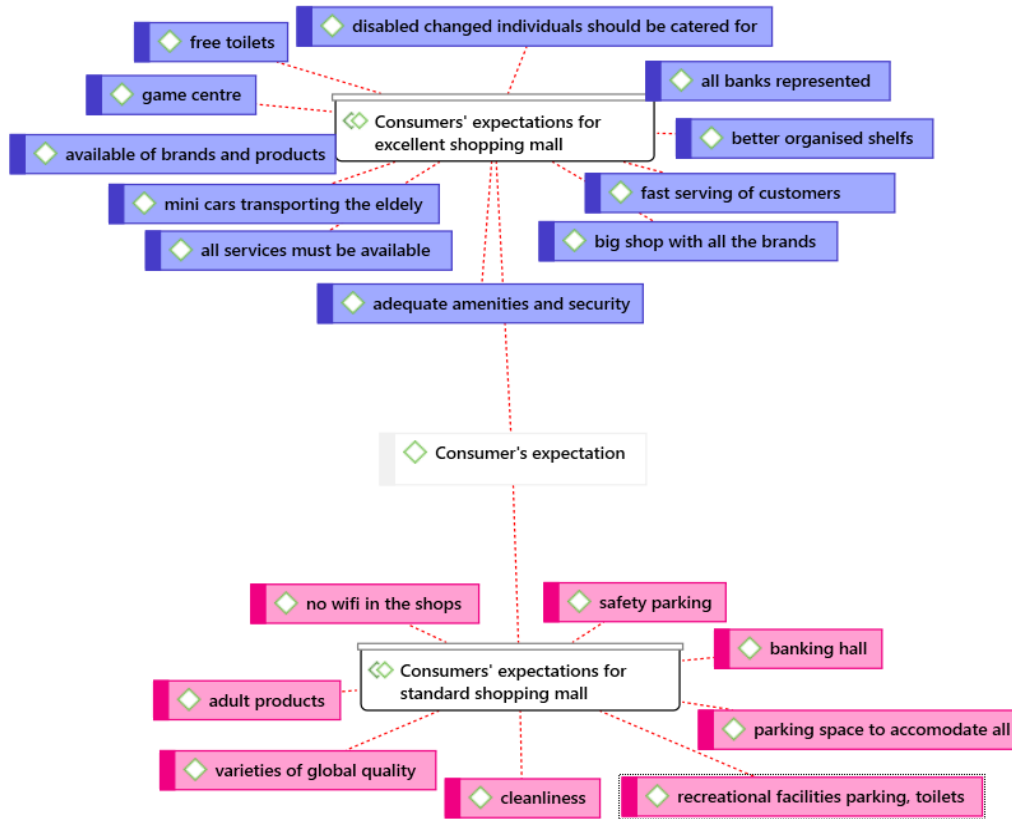 disabled changed individuals should be catered for
free toilets
all banks represented
game centre
Consumers' expectations for
excellent shopping mall
better organised shelfs
available of brands and products
fast serving of customers
mini cars transporting the eldely
big shop with all the brands
all services must be available
adequate amenities and security
Consumer's expectation
no wifi in the shops
safety parking
banking hall
Consumers' expectations for
standard shopping mall
adult products
parking space to accomodate all
varieties of global quality
cleanliness
recreational facilities parking, toilets